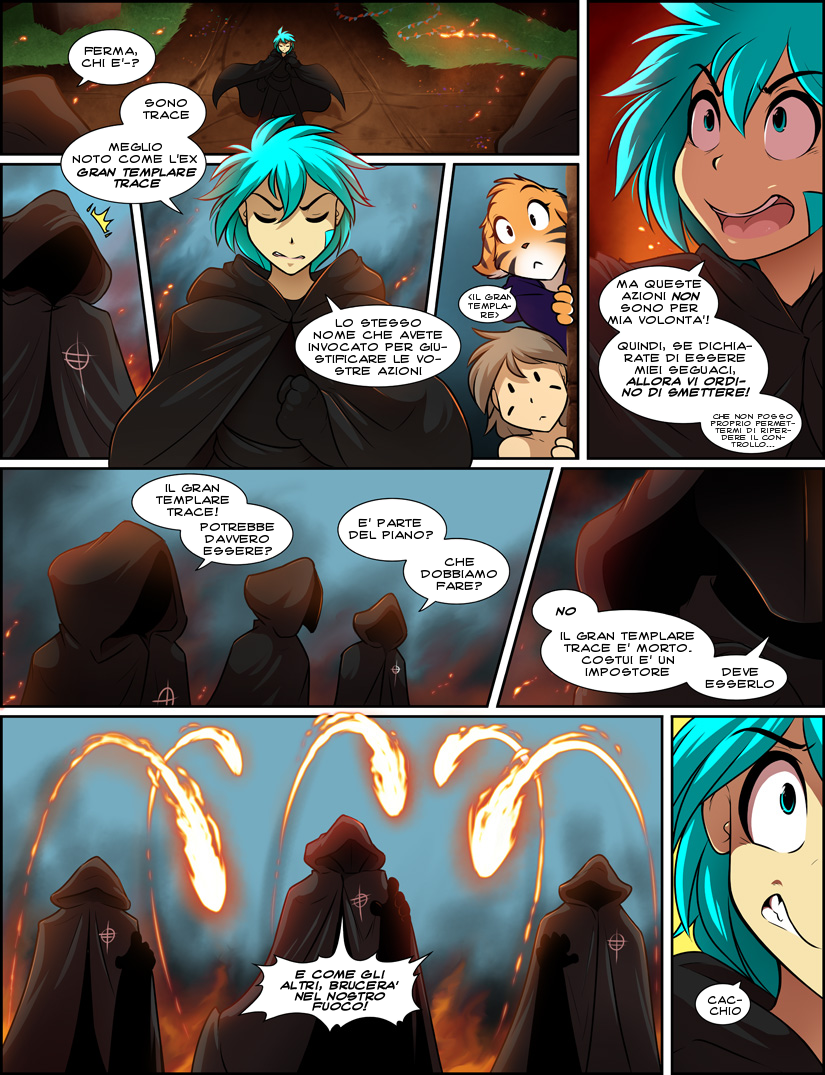 FERMA,
CHI E'-?
SONO
TRACE
MEGLIO
NOTO COME L'EX
GRAN TEMPLARE
TRACE
LO STESSO
NOME CHE AVETE
INVOCATO PER GIU-
STIFICARE LE VO-
STRE AZIONI
<IL GRAN
TEMPLA-
RE>
MA QUESTE
AZIONI NON
SONO PER
MIA VOLONTA'!
QUINDI, SE DICHIA-
RATE DI ESSERE
MIEI SEGUACI,
ALLORA VI ORDI-
NO DI SMETTERE!
CHE NON POSSO
PROPRIO PERMET-
TERMI DI RIPER-
DERE IL CON-
TROLLO...
IL GRAN
TEMPLARE
TRACE!
POTREBBE
DAVVERO
ESSERE?
E' PARTE
DEL PIANO?
CHE
DOBBIAMO
FARE?
NO
IL GRAN TEMPLARE
TRACE E' MORTO.
COSTUI E' UN
IMPOSTORE
DEVE
ESSERLO
E COME GLI
ALTRI, BRUCERA'
NEL NOSTRO
FUOCO!
CAC-
CHIO